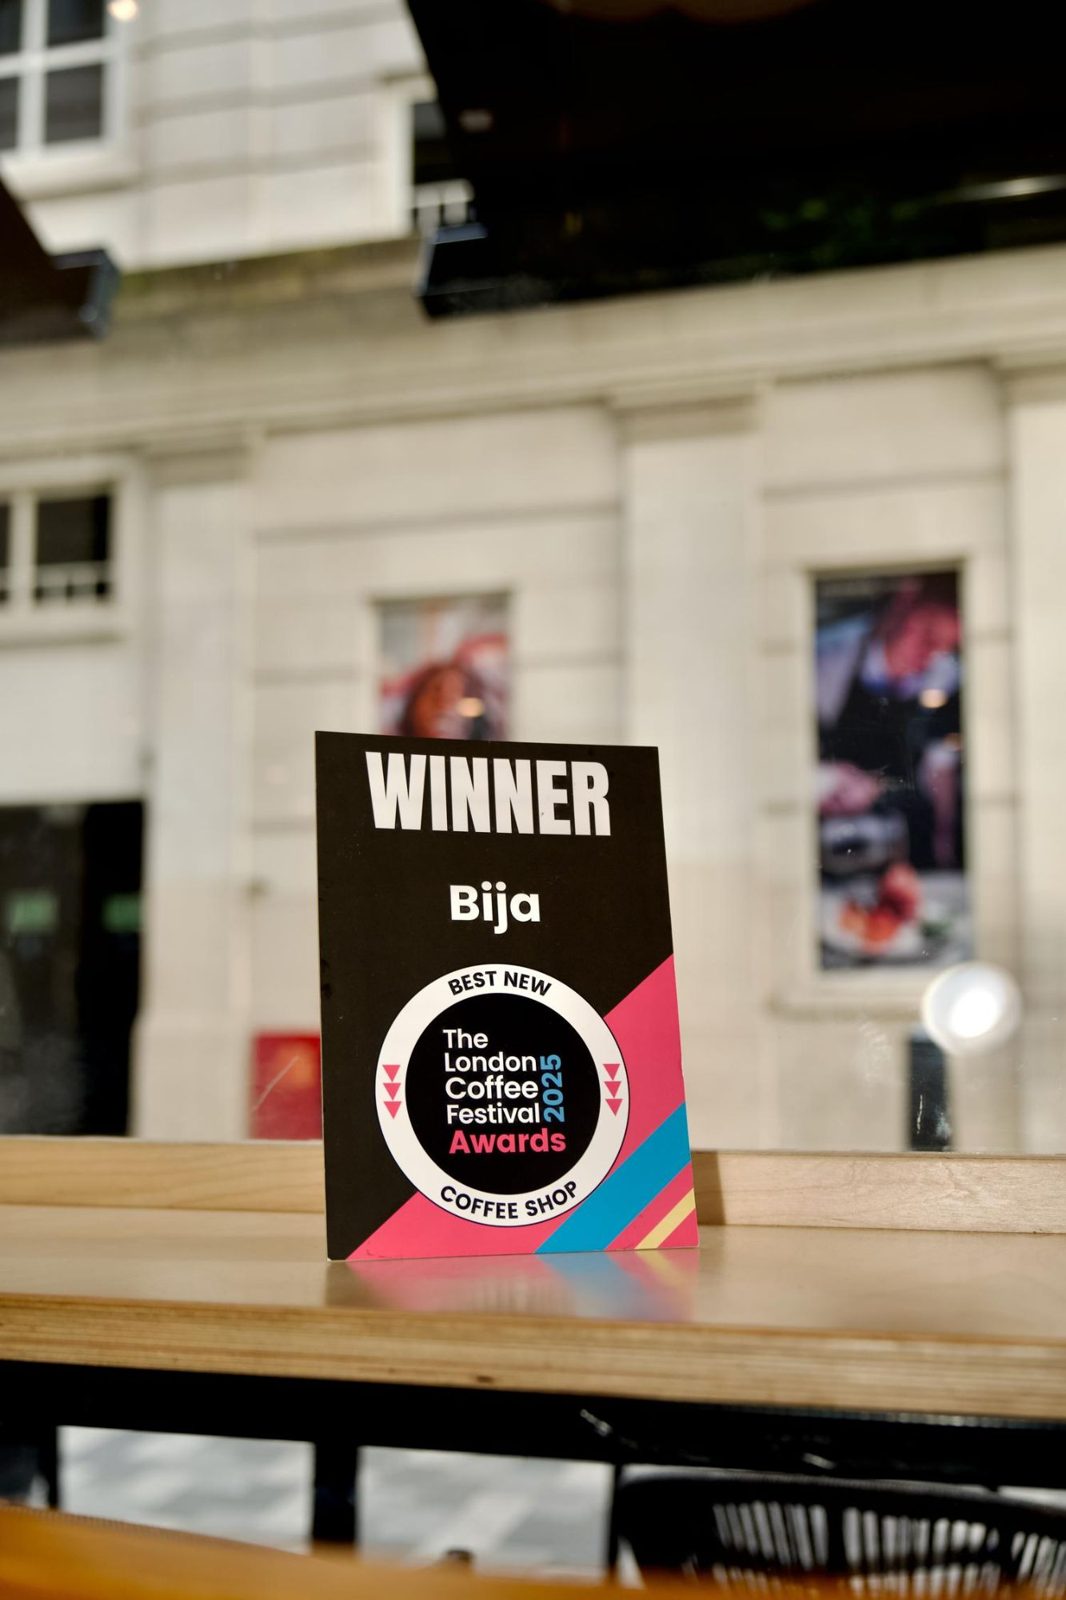 WINNER
Bija
BEST NEW
The
London
Coffee
Festival
2025
Awards
COFFEE SHOP